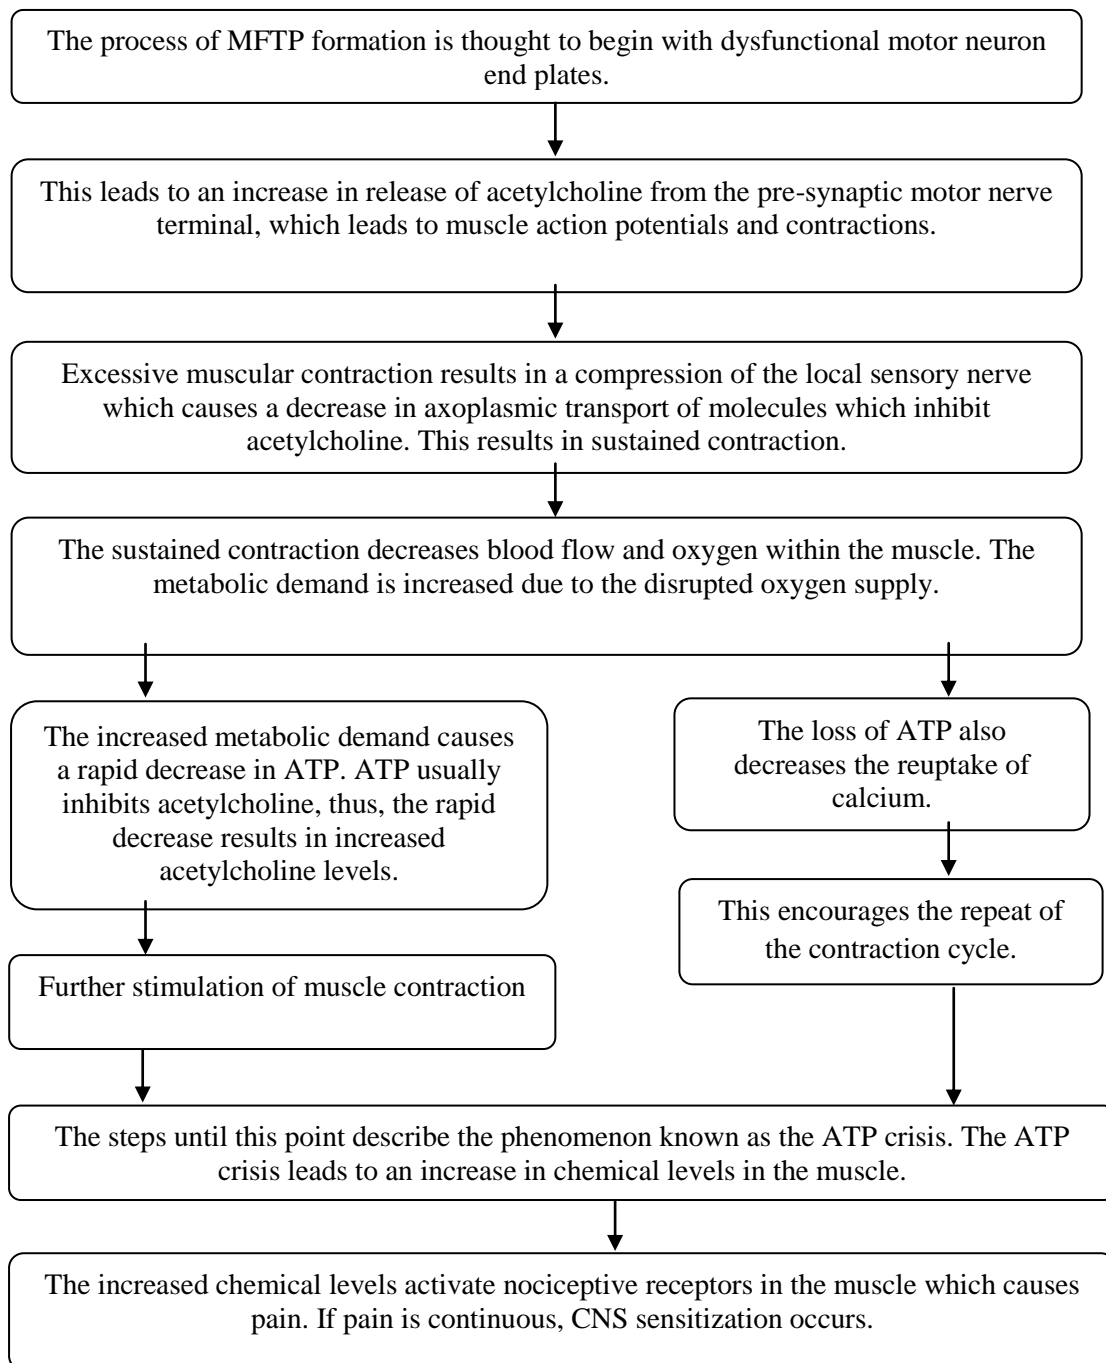 The process of MFTP formation is thought to begin with dysfunctional motor neuron
end plates.
This leads to an increase in release of acetylcholine from the pre-synaptic motor nerve
terminal, which leads to muscle action potentials and contractions.
Excessive muscular contraction results in a compression of the local sensory nerve
which causes a decrease in axoplasmic transport of molecules which inhibit
acetylcholine. This results in sustained contraction.
The sustained contraction decreases blood flow and oxygen within the muscle. The
metabolic demand is increased due to the disrupted oxygen supply.
The increased metabolic demand causes
a rapid decrease in ATP. ATP usually
inhibits acetylcholine, thus, the rapid
decrease results in increased
acetylcholine levels.
The loss of ATP also
decreases the reuptake of
calcium.
This encourages the repeat of
the contraction cycle.
Further stimulation of muscle contraction
The steps until this point describe the phenomenon known as the ATP crisis. The ATP
crisis leads to an increase in chemical levels in the muscle.
The increased chemical levels activate nociceptive receptors in the muscle which causes
pain. If pain is continuous, CNS sensitization occurs.